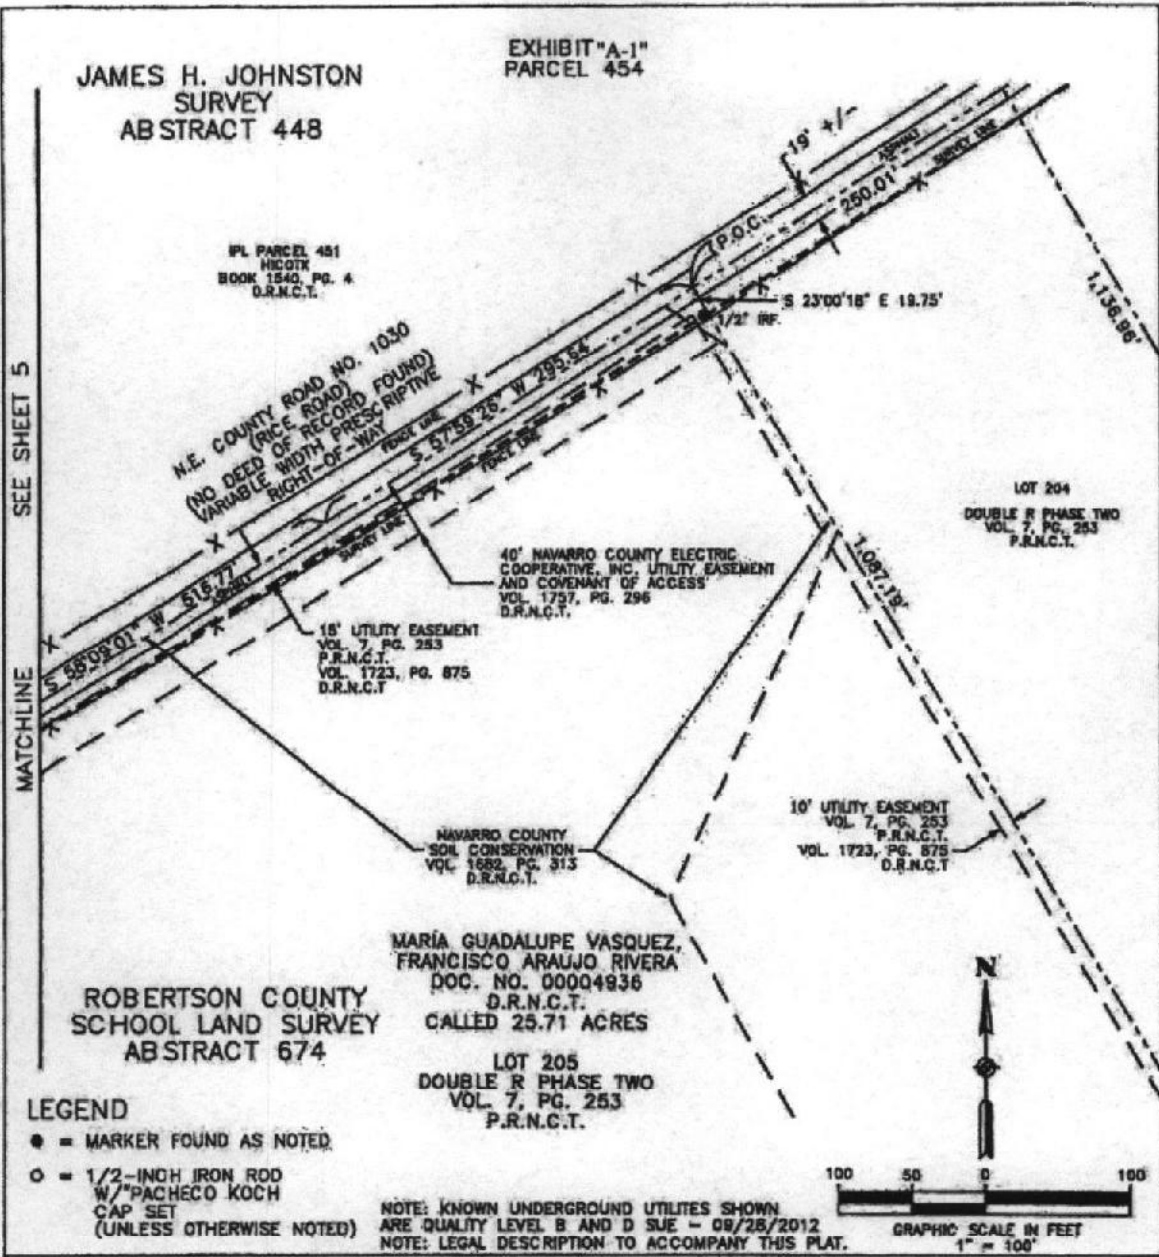 EXHIBIT "A-1"
PARCEL 454
JAMES H. JOHNSTON
SURVEY
ABSTRACT 448
19' +/-
ASPHALT
SURVEY LINE
250.01'
P.O.C.
1,136.96'
IPL PARCEL 451
HICOTX
BOOK 1540, PG. 4
D.R.N.C.T.
S 23°00'18" E 19.75'
1/2" IRF.
N.E. COUNTY ROAD NO. 1030
(RICE ROAD)
(NO DEED OF RECORD FOUND)
VARIABLE WIDTH PRESCRIPTIVE
RIGHT-OF-WAY
FENCE LINE
S 57°59'26" W 295.54'
FENCE LINE
SURVEY LINE
SEE SHEET 5
MATCHLINE
LOT 204
DOUBLE R PHASE TWO
VOL. 7, PG. 253
P.R.N.C.T.
40' NAVARRO COUNTY ELECTRIC
COOPERATIVE, INC, UTILITY EASEMENT
AND COVENANT OF ACCESS
VOL. 1757, PG. 296
D.R.N.C.T.
1,087.19'
S 58°09'01" W 516.77'
ASPHALT
15' UTILITY EASEMENT
VOL. 7, PG. 253
P.R.N.C.T.
VOL. 1723, PG. 875
D.R.N.C.T
10' UTILITY EASEMENT
VOL. 7, PG. 253
P.R.N.C.T.
VOL. 1723, PG. 875
D.R.N.C.T
NAVARRO COUNTY
SOIL CONSERVATION
VOL. 1682, PG. 313
D.R.N.C.T.
MARÍA GUADALUPE VASQUEZ,
FRANCISCO ARAUJO RIVERA
DOC. NO. 00004936
D.R.N.C.T.
CALLED 25.71 ACRES
LOT 205
DOUBLE R PHASE TWO
VOL. 7, PG. 253
P.R.N.C.T.
ROBERTSON COUNTY
SCHOOL LAND SURVEY
ABSTRACT 674
N
LEGEND
● = MARKER FOUND AS NOTED
○ = 1/2-INCH IRON ROD
W/"PACHECO KOCH
CAP SET
(UNLESS OTHERWISE NOTED)
NOTE: KNOWN UNDERGROUND UTILITES SHOWN
ARE QUALITY LEVEL B AND D SUE - 09/26/2012
NOTE: LEGAL DESCRIPTION TO ACCOMPANY THIS PLAT.
100 50 0 100
GRAPHIC SCALE IN FEET
1" = 100'